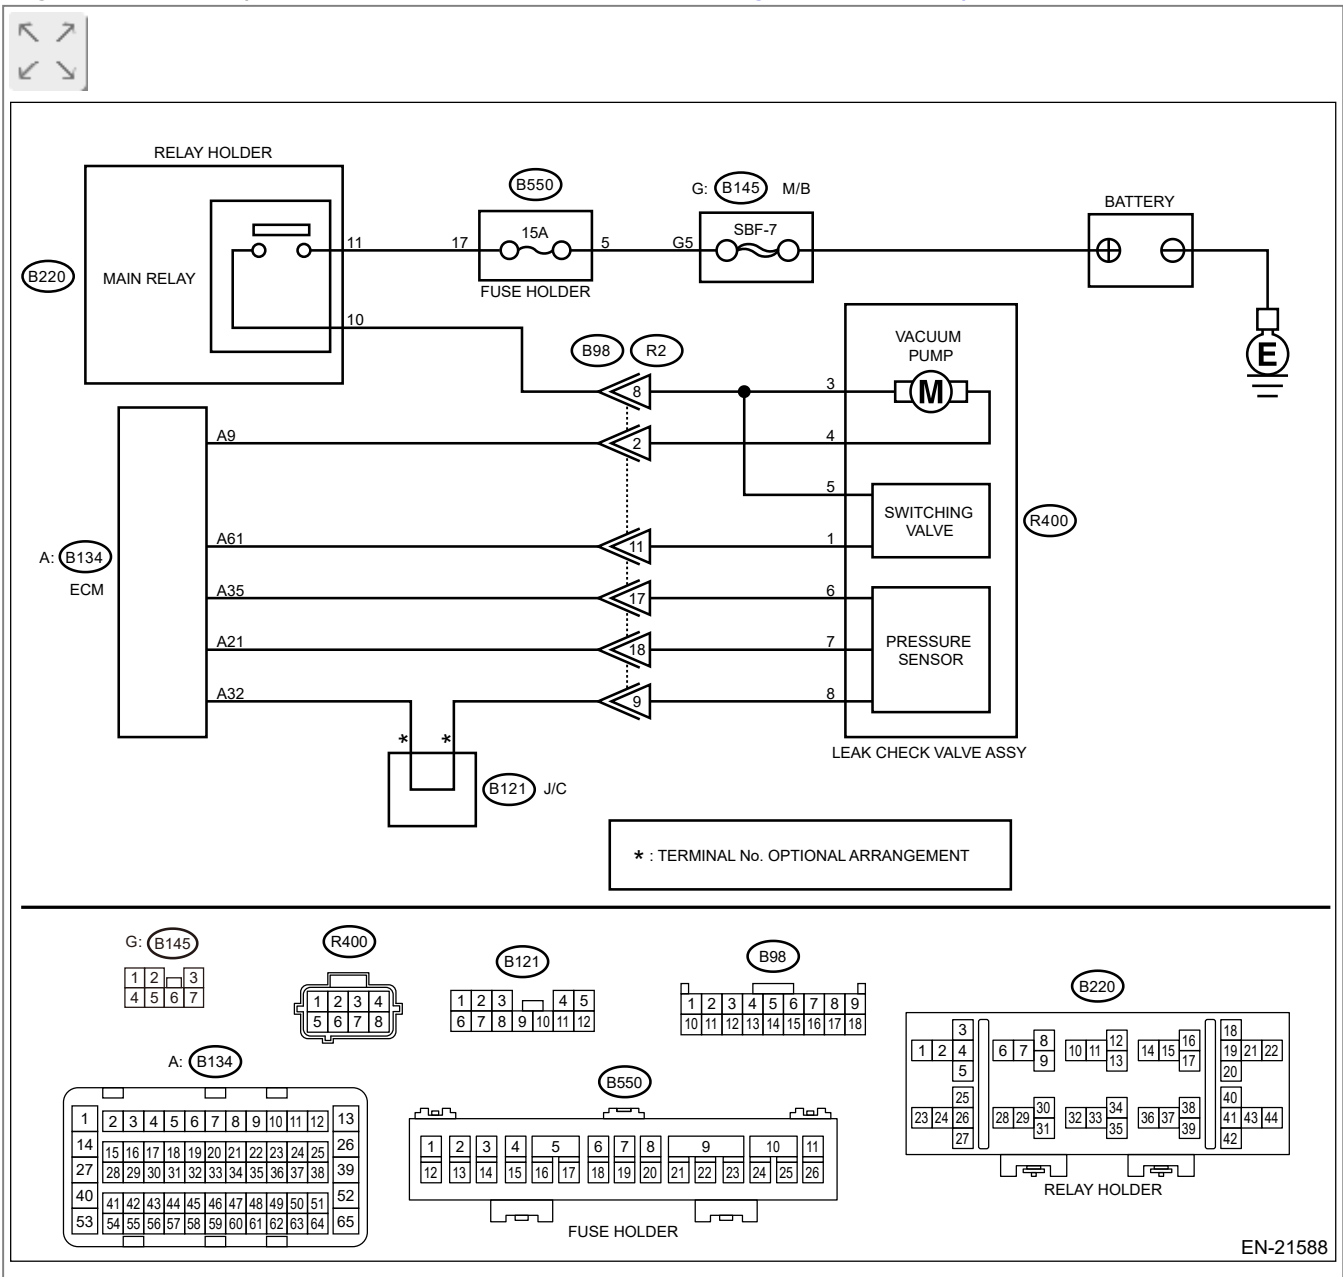 RELAY HOLDER
B550
G: B145 M/B
BATTERY
15A
SBF-7
11 17 5 G5
B220
MAIN RELAY
FUSE HOLDER
10
B98 R2
VACUUM
PUMP
8 3
M
E
A9 2 4
5
SWITCHING
VALVE
R400
A61 11 1
A: B134
ECM
A35 17 6
A21 18 7
PRESSURE
SENSOR
A32 9 8
* *
LEAK CHECK VALVE ASSY
B121 J/C
* : TERMINAL No. OPTIONAL ARRANGEMENT
G: B145
1 2 3
4 5 6 7
R400
1 2 3 4
5 6 7 8
B121
1 2 3 4 5
6 7 8 9 10 11 12
B98
1 2 3 4 5 6 7 8 9
10 11 12 13 14 15 16 17 18
B220
3 8 12 16 18
1 2 4 6 7 10 11 14 15 19 21 22
5 9 13 17 20
25 30 34 38 40
23 24 26 28 29 32 33 36 37 41 43 44
27 31 35 39 42
RELAY HOLDER
A: B134
1 2 3 4 5 6 7 8 9 10 11 12 13
14 15 16 17 18 19 20 21 22 23 24 25 26
27 28 29 30 31 32 33 34 35 36 37 38 39
40 41 42 43 44 45 46 47 48 49 50 51 52
53 54 55 56 57 58 59 60 61 62 63 64 65
B550
1 2 3 4 5 6 7 8 9 10 11
12 13 14 15 16 17 18 19 20 21 22 23 24 25 26
FUSE HOLDER
EN-21588